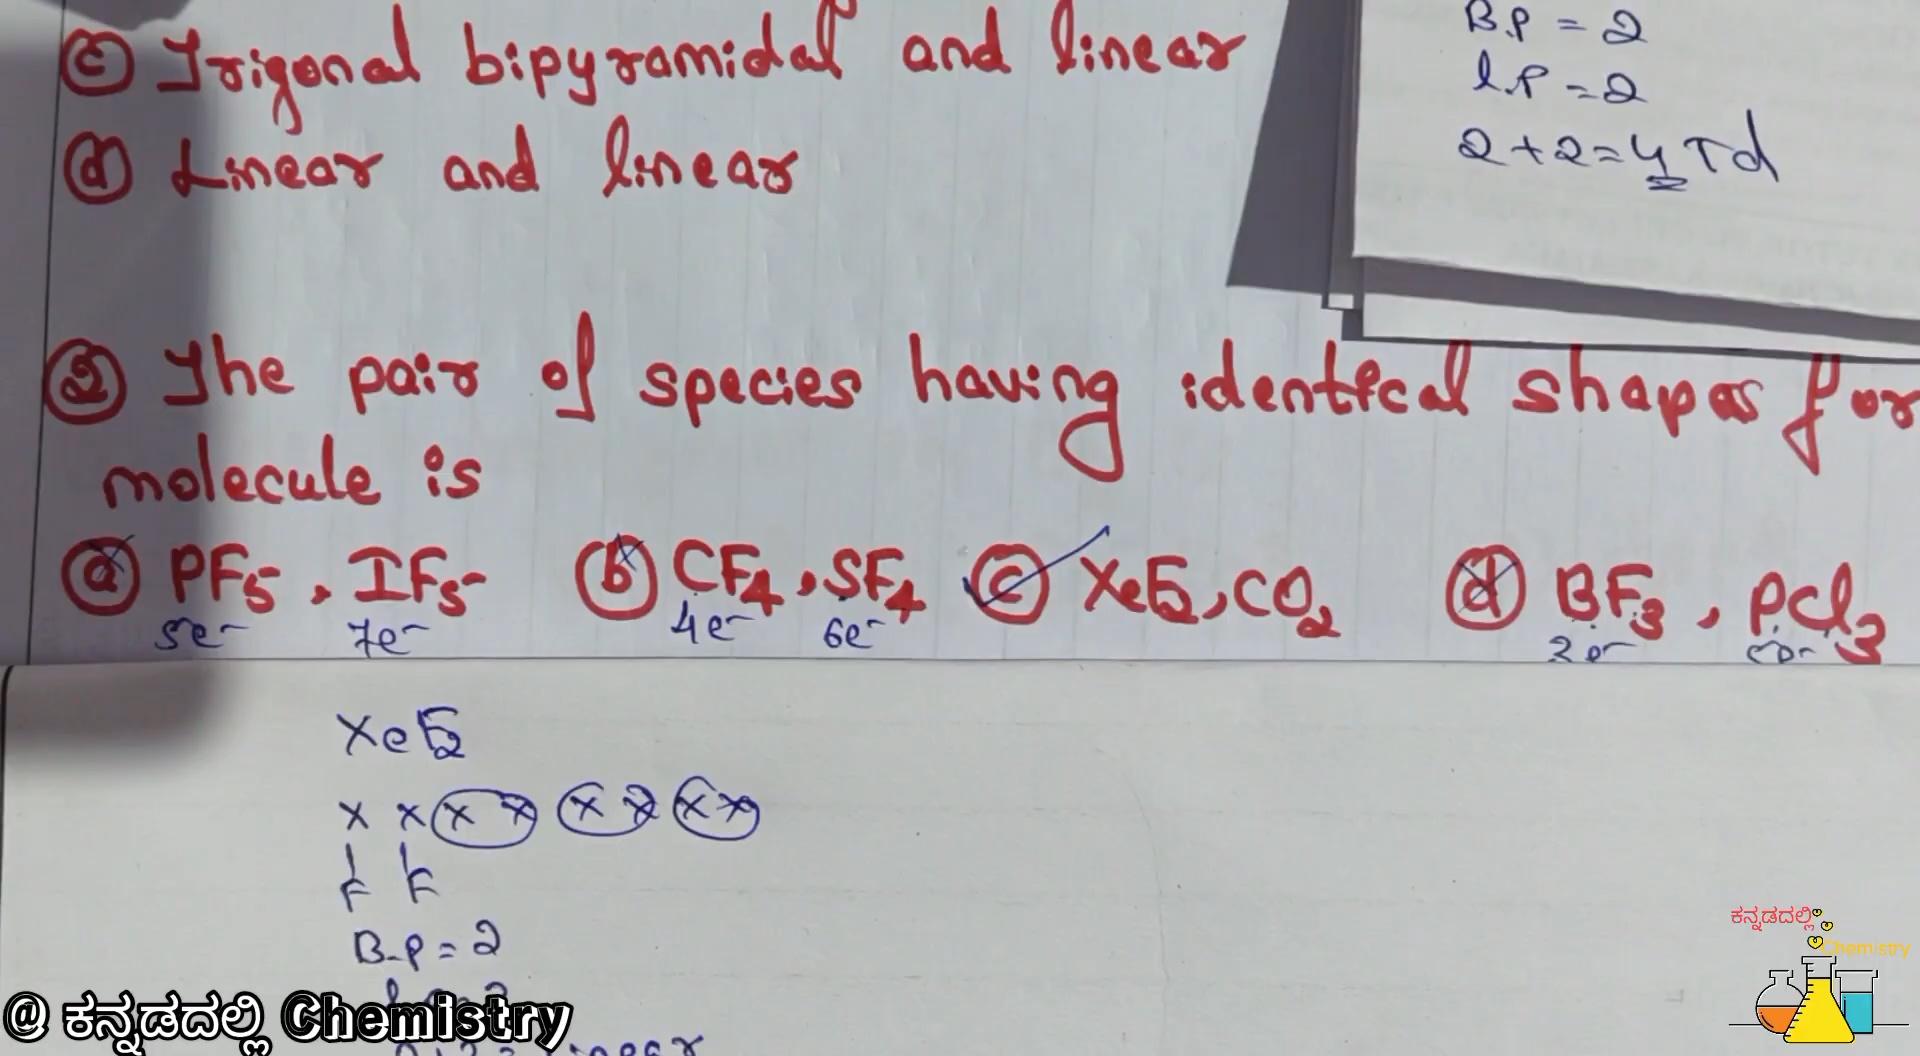 B.P = 2
l.P = 2
2+2=4 Td
ⓒ Trigonal bipyramidal and linear
ⓓ Linear and linear
② The pair of species having identical shapes for
molecule is
ⓐ PF5, IF5 ⓑ CF4, SF4 ⓒ XeF2, CO2 ⓓ BF3, PCl3
5e- 7e- 4e- 6e- 3e-
XeF2
x x x x x x x x
F F
B.P = 2
linear
@ ಕನ್ನಡದಲ್ಲಿ Chemistry
ಕನ್ನಡದಲ್ಲಿ
Chemistry